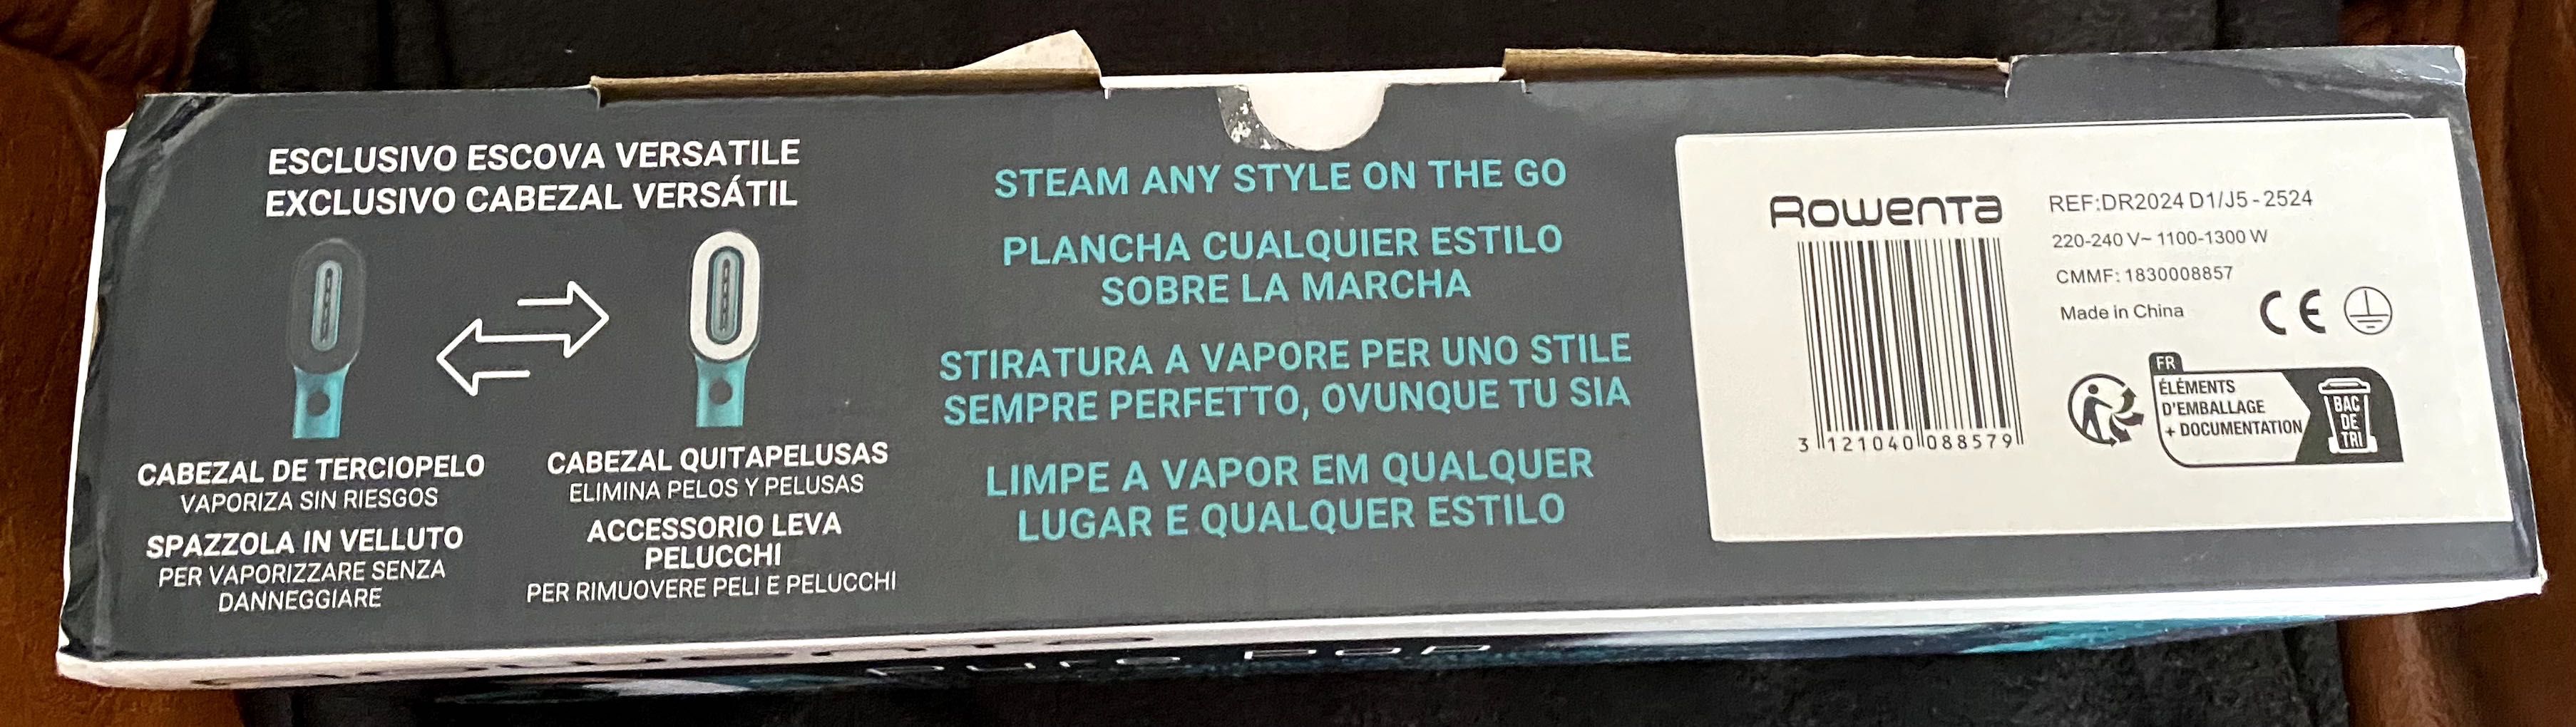 ESCLUSIVO ESCOVA VERSATILE
EXCLUSIVO CABEZAL VERSÁTIL
CABEZAL DE TERCIOPELO
VAPORIZA SIN RIESGOS
SPAZZOLA IN VELLUTO
PER VAPORIZZARE SENZA
DANNEGGIARE
CABEZAL QUITAPELUSAS
ELIMINA PELOS Y PELUSAS
ACCESSORIO LEVA
PELUCCHI
PER RIMUOVERE PELI E PELUCCHI
STEAM ANY STYLE ON THE GO
PLANCHA CUALQUIER ESTILO
SOBRE LA MARCHA
STIRATURA A VAPORE PER UNO STILE
SEMPRE PERFETTO, OVUNQUE TU SIA
LIMPE A VAPOR EM QUALQUER
LUGAR E QUALQUER ESTILO
Rowenta
3 121040 088579
REF:DR2024 D1/J5 - 2524
220-240 V~ 1100-1300 W
CMMF: 1830008857
Made in China
CE
FR
ÉLÉMENTS
D'EMBALLAGE
+ DOCUMENTATION
BAC
DE
TRI
pure pop